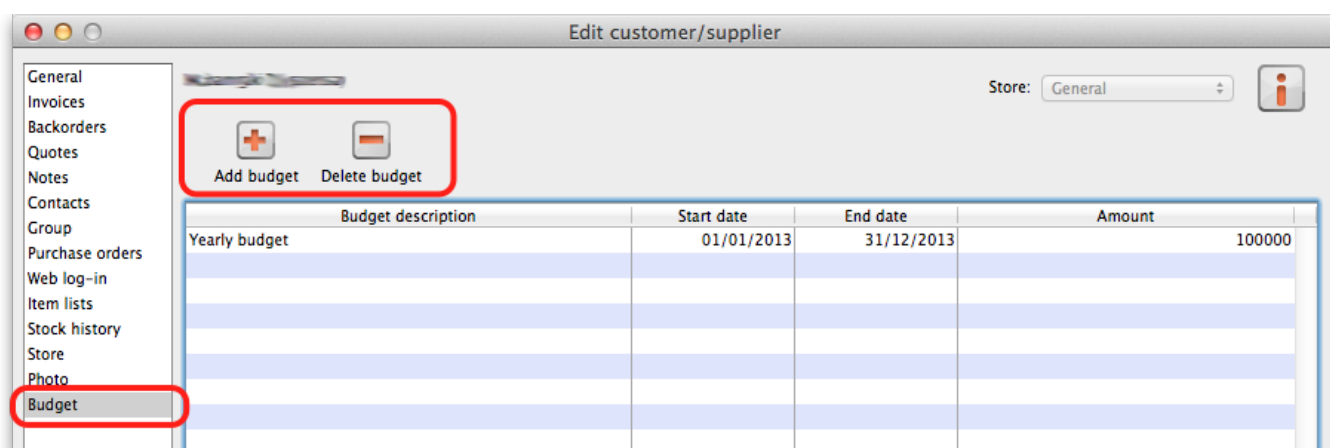 Edit customer/supplier
General
Invoices
Backorders
Quotes
Notes
Contacts
Group
Purchase orders
Web log-in
Item lists
Stock history
Store
Photo
Budget
Store: General
Add budget Delete budget
Budget description Start date End date Amount
Yearly budget 01/01/2013 31/12/2013 100000